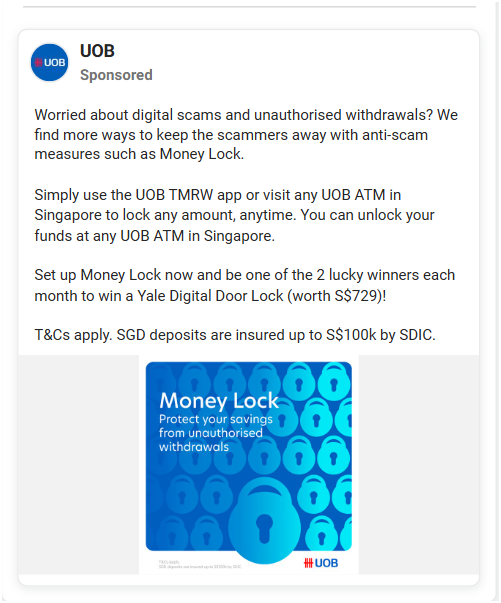 UOB
UOB
Sponsored
Worried about digital scams and unauthorised withdrawals? We
find more ways to keep the scammers away with anti-scam
measures such as Money Lock.
Simply use the UOB TMRW app or visit any UOB ATM in
Singapore to lock any amount, anytime. You can unlock your
funds at any UOB ATM in Singapore.
Set up Money Lock now and be one of the 2 lucky winners each
month to win a Yale Digital Door Lock (worth S$729)!
T&Cs apply. SGD deposits are insured up to S$100k by SDIC.
Money Lock
Protect your savings
from unauthorised
withdrawals
T&Cs apply.
UOB